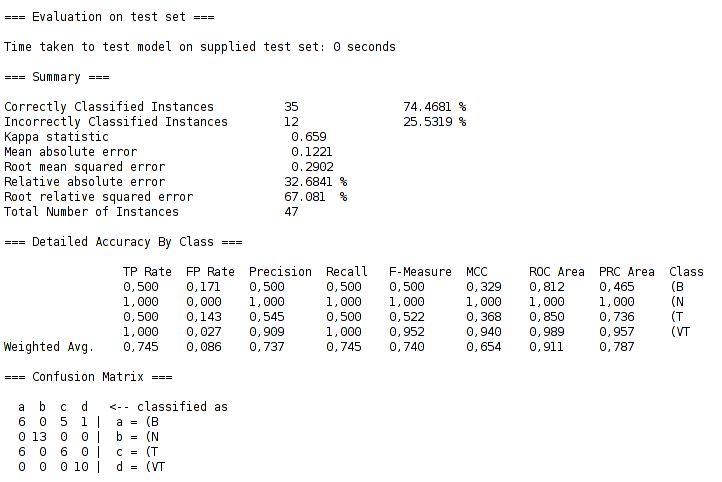 === Evaluation on test set ===
Time taken to test model on supplied test set: 0 seconds
=== Summary ===
Correctly Classified Instances 35 74.4681 %
Incorrectly Classified Instances 12 25.5319 %
Kappa statistic 0.659
Mean absolute error 0.1221
Root mean squared error 0.2902
Relative absolute error 32.6841 %
Root relative squared error 67.081 %
Total Number of Instances 47
=== Detailed Accuracy By Class ===
TP Rate FP Rate Precision Recall F-Measure MCC ROC Area PRC Area Class
0,500 0,171 0,500 0,500 0,500 0,329 0,812 0,465 (B
1,000 0,000 1,000 1,000 1,000 1,000 1,000 1,000 (N
0,500 0,143 0,545 0,500 0,522 0,368 0,850 0,736 (T
1,000 0,027 0,909 1,000 0,952 0,940 0,989 0,957 (VT
Weighted Avg. 0,745 0,086 0,737 0,745 0,740 0,654 0,911 0,787
=== Confusion Matrix ===
a b c d <-- classified as
6 0 5 1 | a = (B
0 13 0 0 | b = (N
6 0 6 0 | c = (T
0 0 0 10 | d = (VT